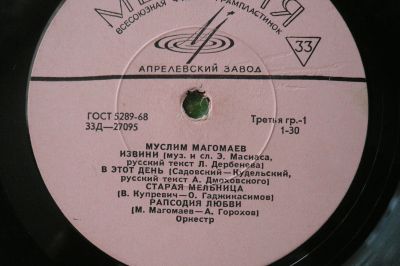 МЕЛОДИЯ
ВСЕСОЮЗНАЯ ГРАМПЛАСТИНОК
33
АПРЕЛЕВСКИЙ ЗАВОД
ГОСТ 5289-68
33Д—27095
Третья гр.-1
1-30
МУСЛИМ МАГОМАЕВ
ИЗВИНИ (муз. и сл. Э. Масиаса,
русский текст Л. Дербенева)
В ЭТОТ ДЕНЬ (Садовский—Кудельский,
русский текст А. Дмоховского)
СТАРАЯ МЕЛЬНИЦА
(В. Купревич—О. Гаджикасимов)
РАПСОДИЯ ЛЮБВИ
(М. Магомаев—А. Горохов)
Оркестр